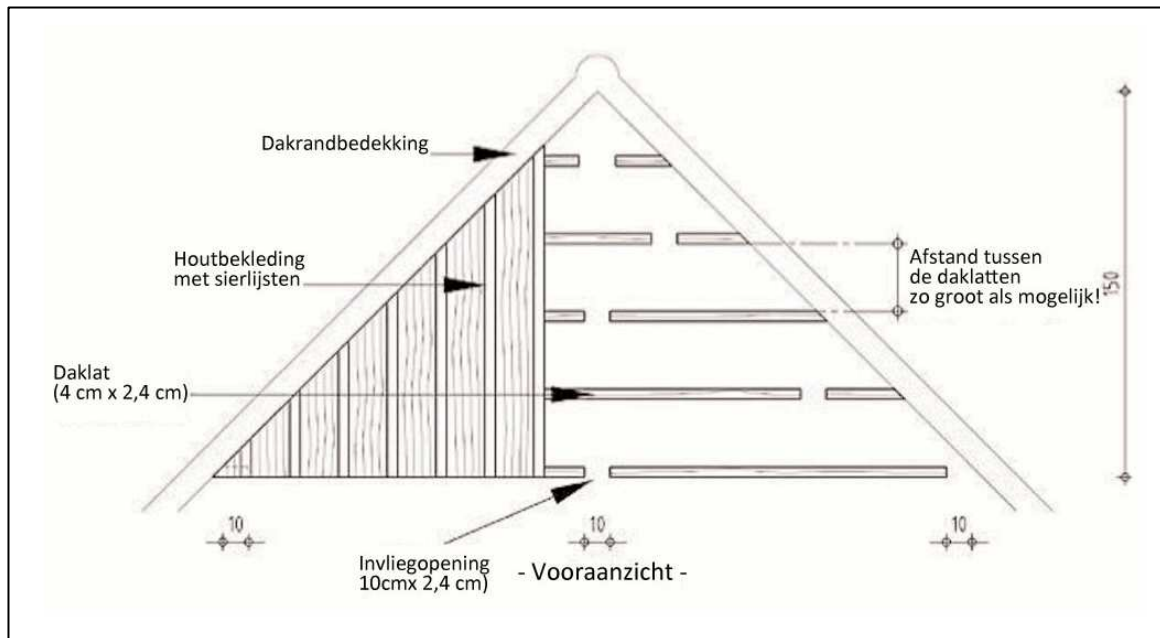 Dakrandbedekking
Houtbekleding
met sierlijsten
Afstand tussen
de daklatten
zo groot als mogelijk!
150
Daklat
(4 cm x 2,4 cm)
10
10
10
Invliegopening
10cmx 2,4 cm)
- Vooraanzicht -